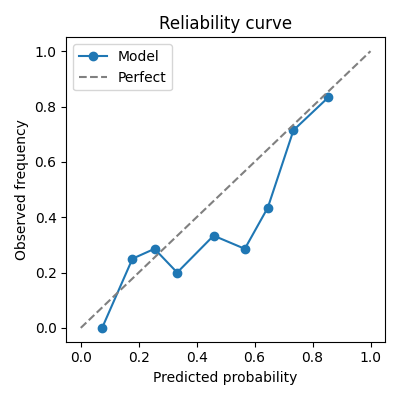 Reliability curve
Model
Perfect
Observed frequency
1.0
0.8
0.6
0.4
0.2
0.0
0.0 0.2 0.4 0.6 0.8 1.0
Predicted probability